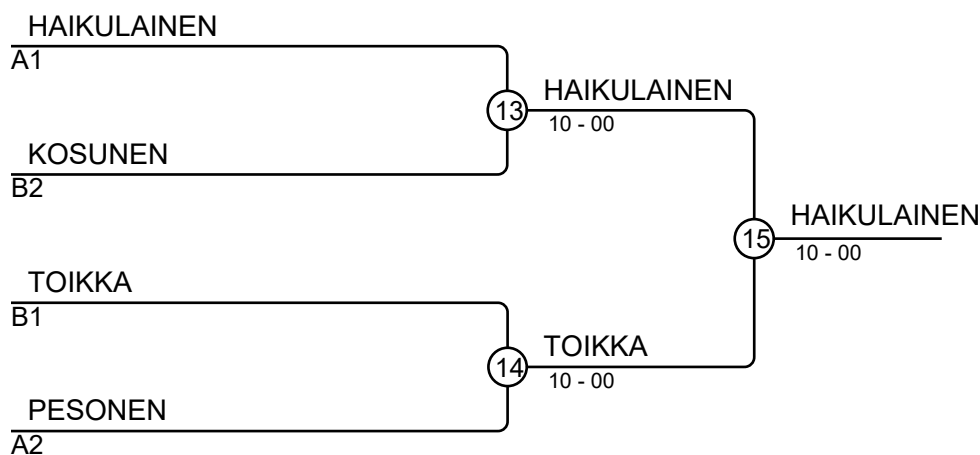 HAIKULAINEN
A1
13
HAIKULAINEN
10 - 00
KOSUNEN
B2
15
HAIKULAINEN
10 - 00
TOIKKA
B1
14
TOIKKA
10 - 00
PESONEN
A2